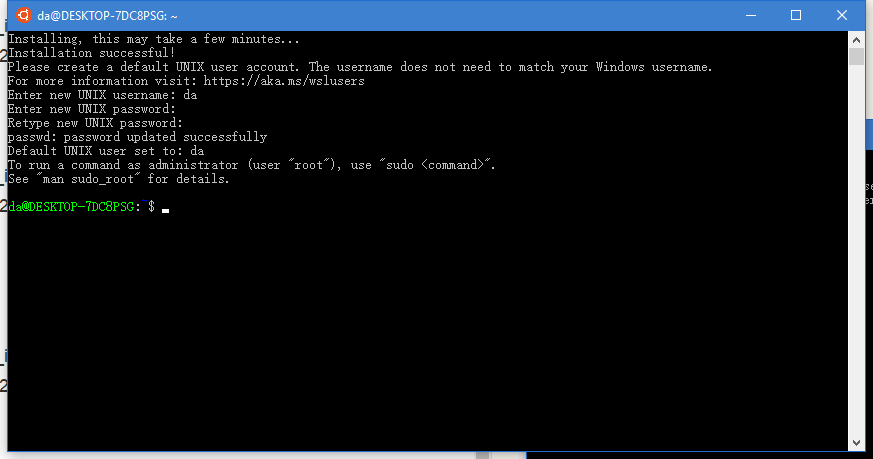 da@DESKTOP-7DC8PSG: ~
Installing, this may take a few minutes...
Installation successful!
Please create a default UNIX user account. The username does not need to match your Windows username.
For more information visit: https://aka.ms/wslusers
Enter new UNIX username: da
Enter new UNIX password:
Retype new UNIX password:
passwd: password updated successfully
Default UNIX user set to: da
To run a command as administrator (user "root"), use "sudo <command>".
See "man sudo_root" for details.
da@DESKTOP-7DC8PSG:~$